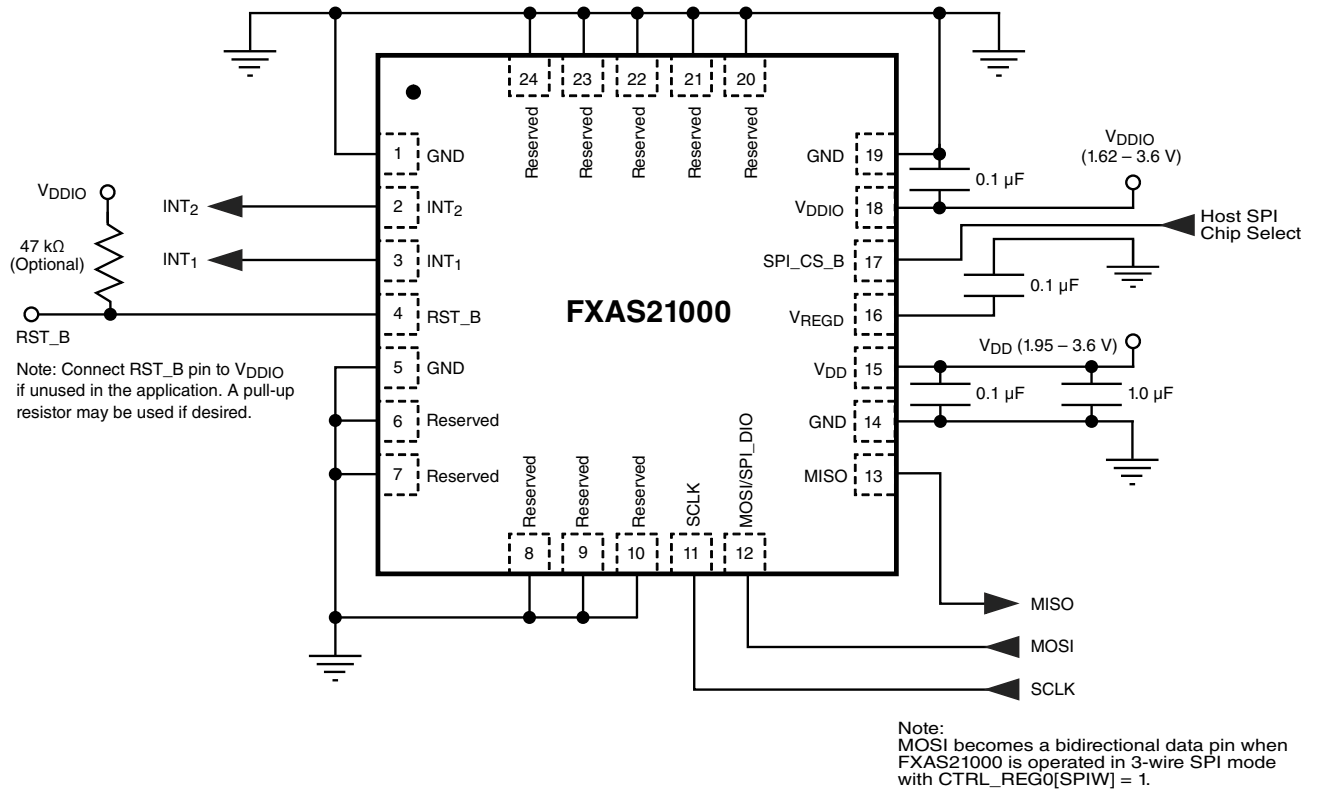 24 23 22 21 20
Reserved Reserved Reserved Reserved Reserved
1 GND
2 INT2
3 INT1
4 RST_B
5 GND
6 Reserved
7 Reserved
INT2
INT1
VDDIO
47 kΩ
(Optional)
RST_B
Note: Connect RST_B pin to VDDIO
if unused in the application. A pull-up
resistor may be used if desired.
FXAS21000
GND 19
VDDIO 18
SPI_CS_B 17
VREGD 16
VDD 15
GND 14
MISO 13
0.1 µF
VDDIO
(1.62 – 3.6 V)
Host SPI
Chip Select
0.1 µF
VDD (1.95 – 3.6 V)
0.1 µF
1.0 µF
Reserved Reserved Reserved SCLK MOSI/SPI_DIO
8 9 10 11 12
MISO
MOSI
SCLK
Note:
MOSI becomes a bidirectional data pin when
FXAS21000 is operated in 3-wire SPI mode
with CTRL_REG0[SPIW] = 1.